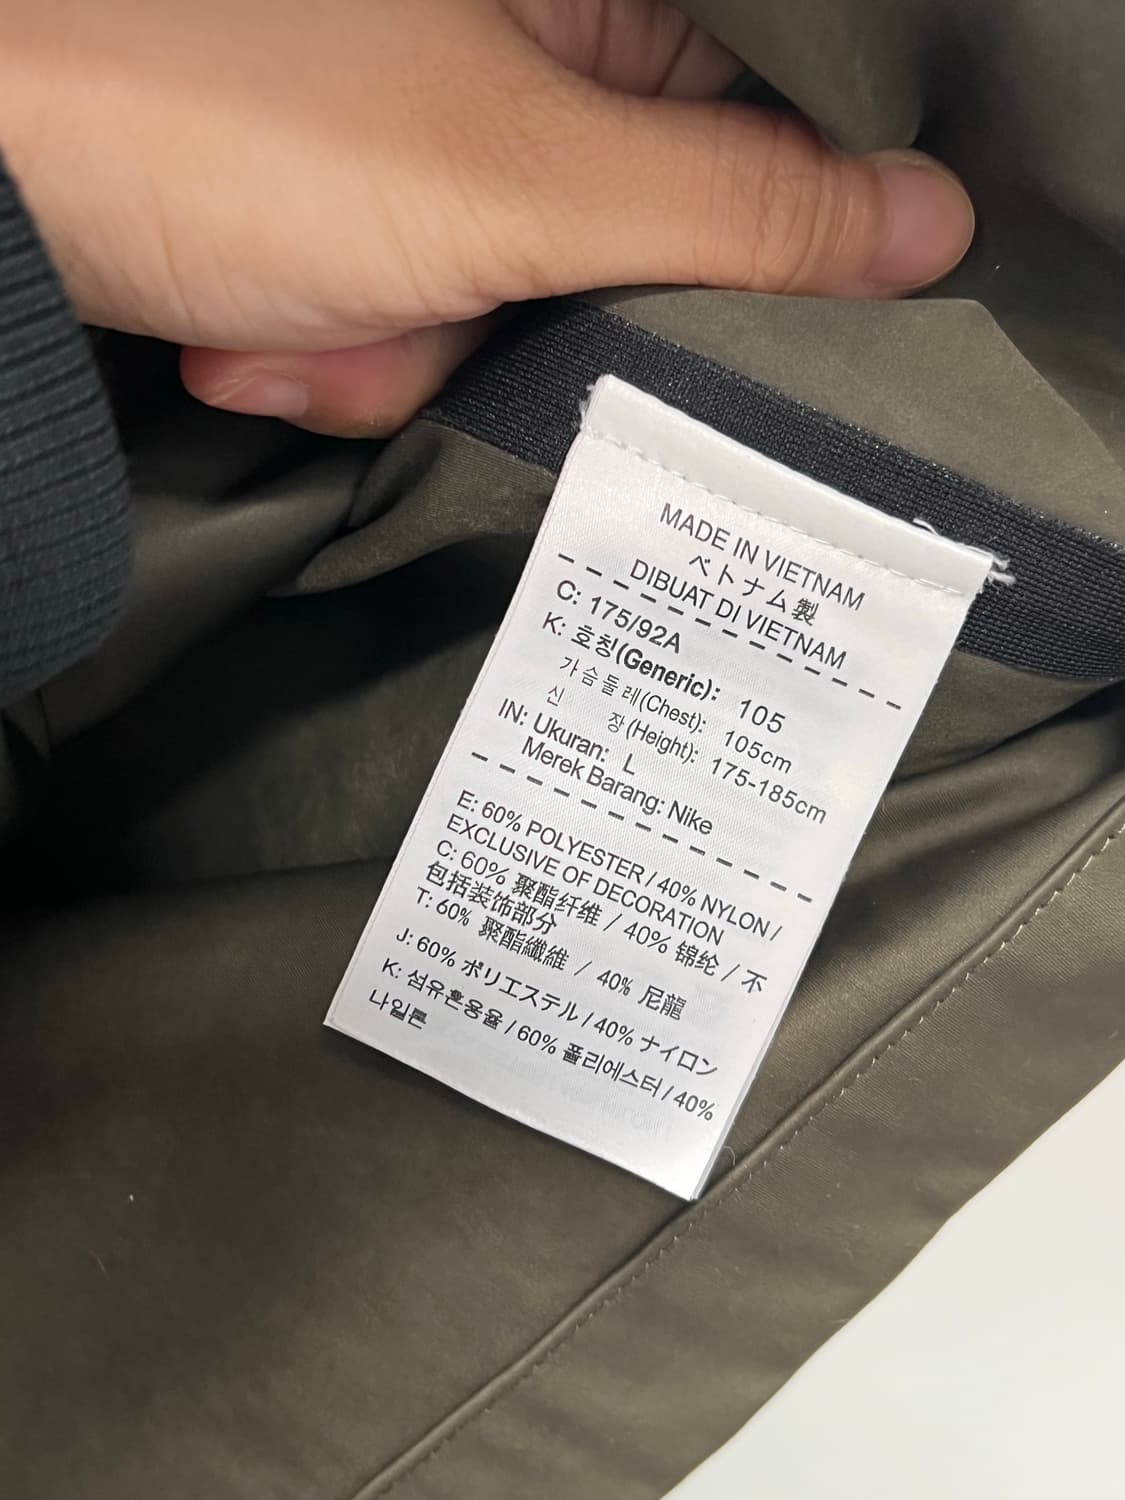 MADE IN VIETNAM
ベトナム製
DIBUAT DI VIETNAM
C: 175/92A
K: 호칭(Generic): 105
가슴둘레(Chest): 105cm
신 장(Height): 175-185cm
IN: Ukuran: L
Merek Barang: Nike
E: 60% POLYESTER / 40% NYLON /
EXCLUSIVE OF DECORATION
C: 60% 聚酯纤维 / 40% 锦纶 / 不
包括装饰部分
T: 60% 聚酯纖維 / 40% 尼龍
J: 60% ポリエステル / 40% ナイロン
K: 섬유혼용율 / 60% 폴리에스터 / 40%
나일론